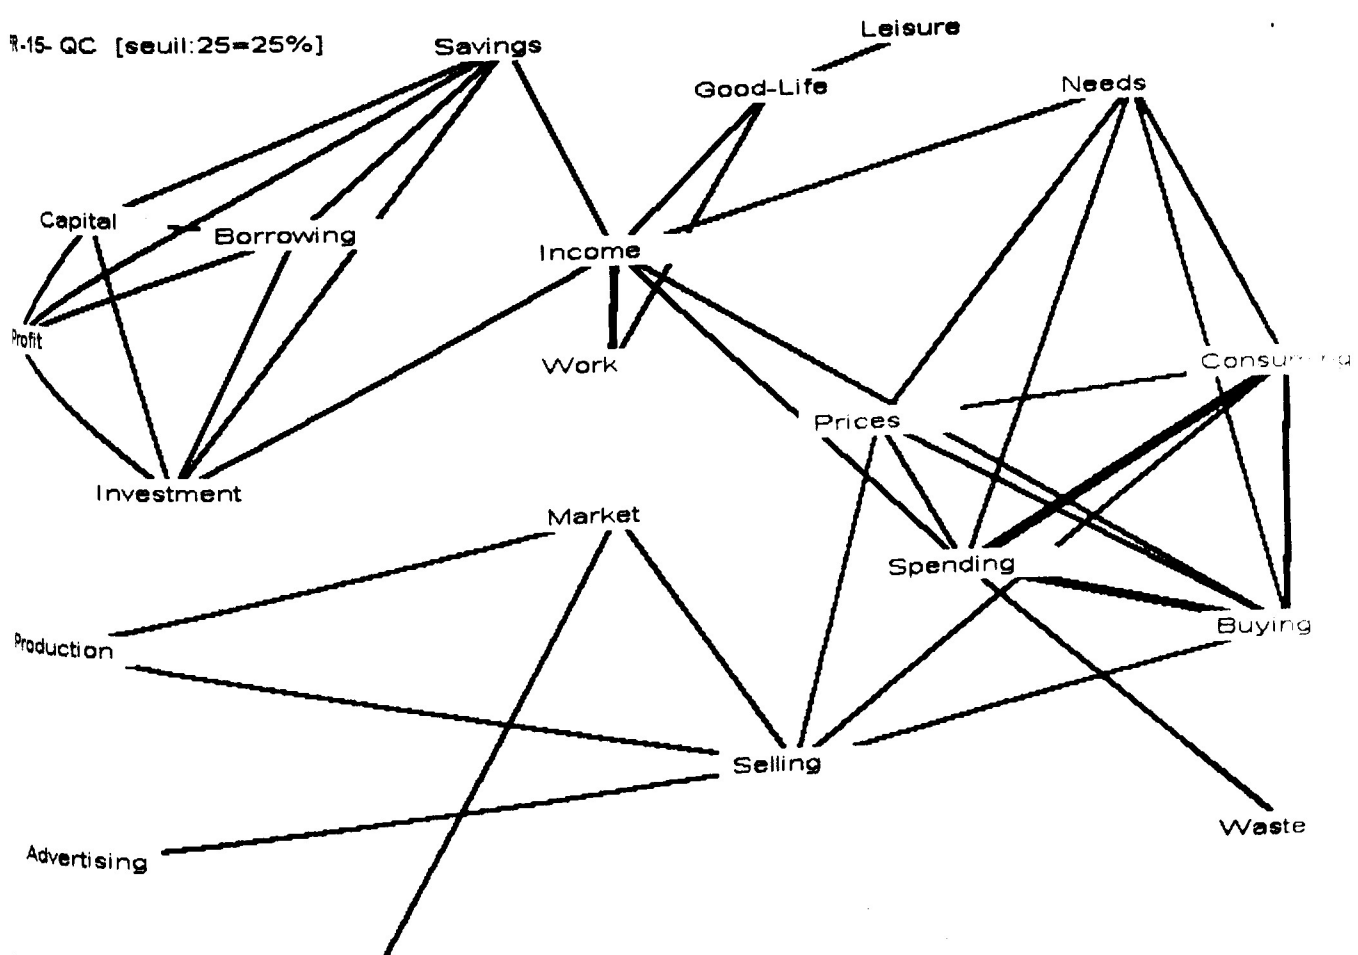 R-15- QC [seuil:25=25%]
Savings
Leisure
Good-Life
Needs
Capital
Borrowing
Income
Profit
Work
Consuming
Prices
Investment
Market
Spending
Buying
Production
Selling
Waste
Advertising